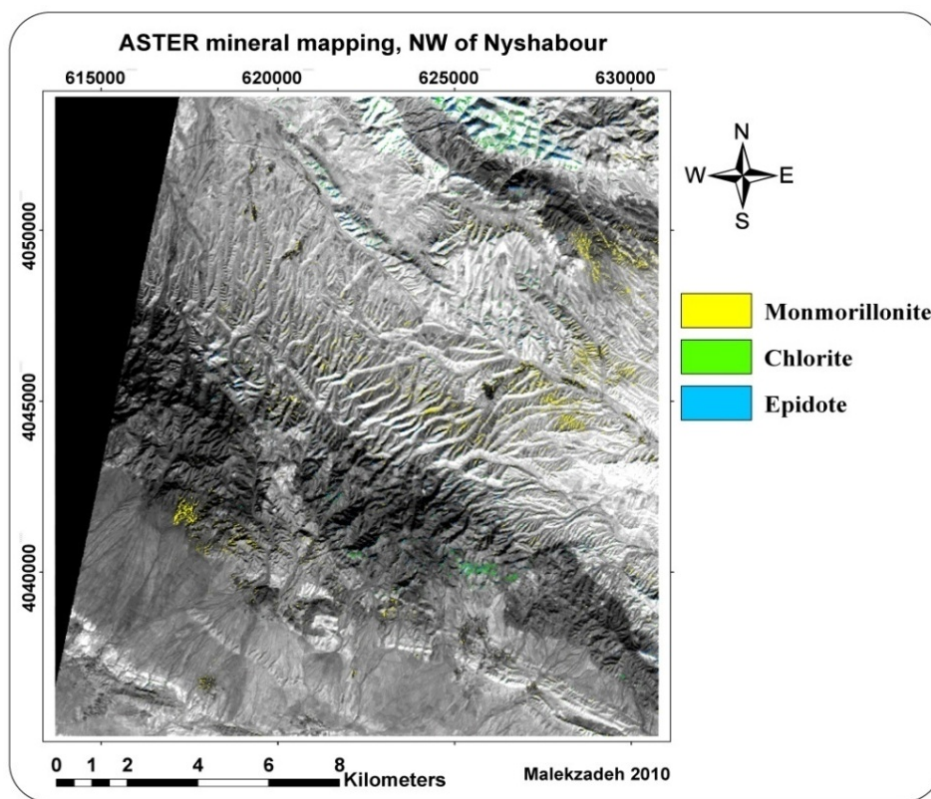 ASTER mineral mapping, NW of Nyshabour
615000 620000 625000 630000
N
W E
S
4050000
4045000
4040000
Monmorillonite
Chlorite
Epidote
0 1 2 4 6 8
Kilometers
Malekzadeh 2010